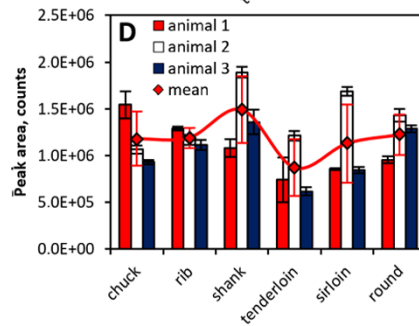 D
animal 1
animal 2
animal 3
mean
Peak area, counts
2.5E+06
2.0E+06
1.5E+06
1.0E+06
5.0E+05
0.0E+00
chuck
rib
shank
tenderloin
sirloin
round